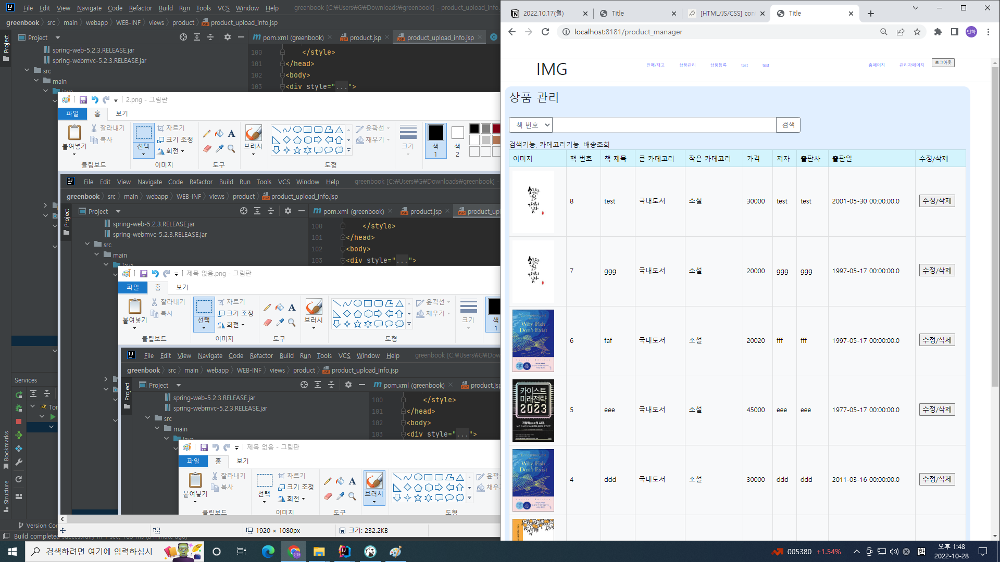 File Edit View Navigate Code Refactor Build Run Tools VCS Window Help greenbook [C:\Users\G\Downloads\greenbook] - product_upload_info.
greenbook src main webapp WEB-INF views product product_upload_info.jsp
Project pom.xml (greenbook) product.jsp product_upload_info.jsp
spring-web-5.2.3.RELEASE.jar
spring-webmvc-5.2.3.RELEASE.jar
src
main
java
100 </style>
101 </head>
102 <body>
103 <div style="...">
Project
Services
Tor
Bookmarks
Structure
Version Con
Build completed successfully in 1 sec,
2.png - 그림판
파일 홈 보기
붙여넣기 잘라내기 복사
선택 자르기 크기 조정 회전
브러시 윤곽선 채우기 크기 색 1 색 2
클립보드 이미지 도구 도형
File Edit View Navigate Code Refactor Build Run Tools VCS Window Help greenbook [C:\Users\G\Downloads\greenbook] -
greenbook src main webapp WEB-INF views product product_upload_info.jsp
Project pom.xml (greenbook) product.jsp product_up
spring-web-5.2.3.RELEASE.jar
spring-webmvc-5.2.3.RELEASE.jar
src
main
java
100 </style>
101 </head>
102 <body>
103 <div style="...">
Project
제목 없음.png - 그림판
파일 홈 보기
붙여넣기 잘라내기 복사
선택 자르기 크기 조정 회전
브러시 윤곽선 채우기 크기 색 1
클립보드 이미지 도구 도형
File Edit View Navigate Code Refactor Build Run Tools VCS Window Help greenbook [C:\Users\G\Dow
greenbook src main webapp WEB-INF views product product_upload_info.jsp
Project pom.xml (greenbook) product.jsp
spring-web-5.2.3.RELEASE.jar
spring-webmvc-5.2.3.RELEASE.jar
src
main
java
100 </style>
101 </head>
102 <body>
103 <div style="...">
Project
제목 없음 - 그림판
파일 홈 보기
붙여넣기 잘라내기 복사
선택 자르기 크기 조정 회전
브러시 윤곽 채우
클립보드 이미지 도구 도형
1920 × 1080px 크기: 232.2KB
2022.10.17(월) Title [HTML/JS/CSS] con Title
localhost:8181/product_manager 민하
IMG 판매/재고 상품관리 상품등록 test test 홈페이지 관리자페이지 로그아웃
상품 관리
책 번호 검색
검색기능, 카테고리기능, 배송조회
이미지 책 번호 책 제목 큰 카테고리 작은 카테고리 가격 저자 출판사 출판일 수정/삭제
8 test 국내도서 소설 30000 test test 2001-05-30 00:00:00.0 수정/삭제
7 ggg 국내도서 소설 20000 ggg ggg 1997-05-17 00:00:00.0 수정/삭제
Why Fish
Don't Exist
6 faf 국내도서 소설 20020 fff fff 1997-05-17 00:00:00.0 수정/삭제
카이스트
미래전략
2023
5 eee 국내도서 소설 45000 eee eee 1977-05-17 00:00:00.0 수정/삭제
Why Fish
Don't Exist
4 ddd 국내도서 소설 30000 ddd ddd 2011-03-16 00:00:00.0 수정/삭제
검색하려면 여기에 입력하십시
민하
005380 +1.54%
한
오후 1:48
2022-10-28